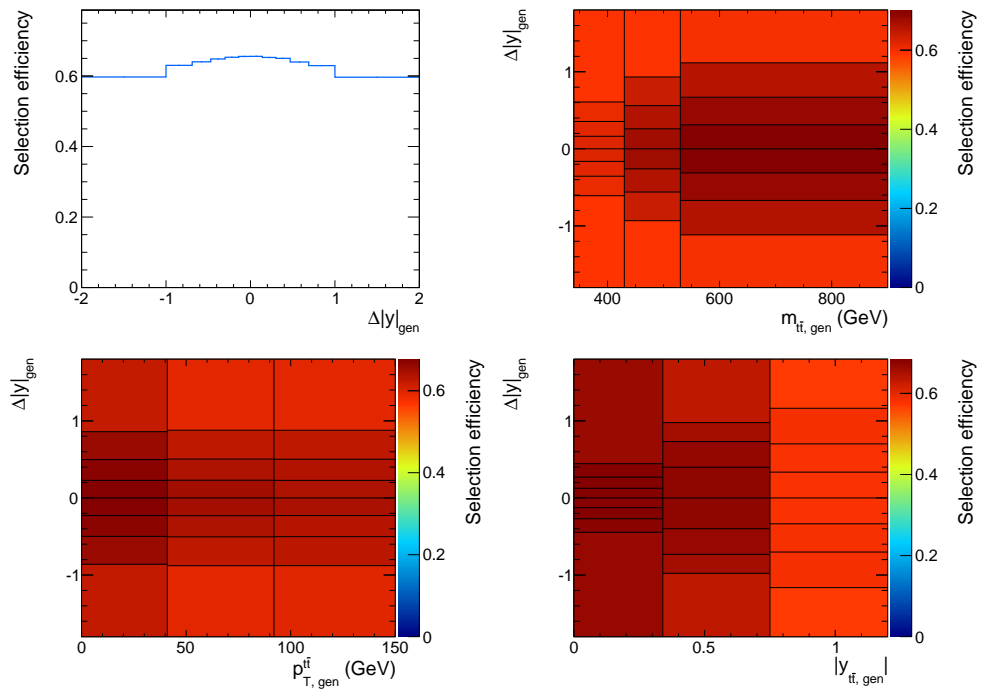 Selection efficiency
0.6
0.4
0.2
0
-2 -1 0 1 2
Δ|y|gen
Δ|y|gen
1
0
-1
400 600 800
m tt̄, gen (GeV)
0.6
0.4
0.2
0
Selection efficiency
Δ|y|gen
1
0
-1
0 50 100 150
p tt̄ T, gen (GeV)
0.6
0.4
0.2
0
Selection efficiency
Δ|y|gen
1
0
-1
0 0.5 1
|y tt̄, gen|
0.6
0.4
0.2
0
Selection efficiency